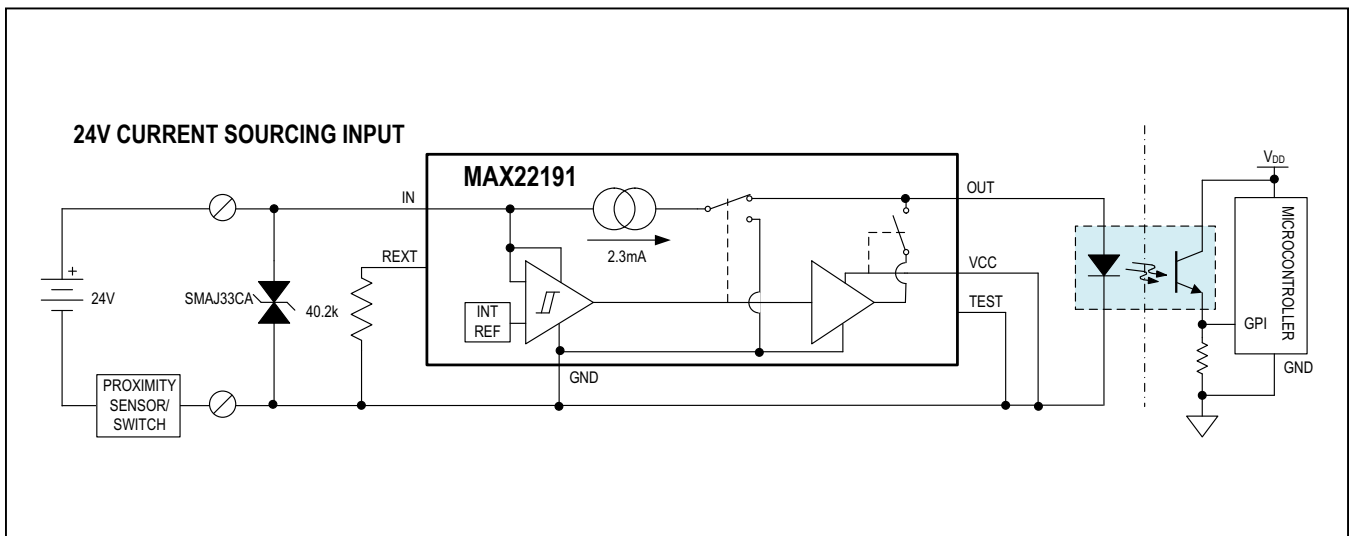 24V CURRENT SOURCING INPUT
MAX22191
IN
REXT
2.3mA
INT
REF
GND
OUT
VCC
TEST
+
24V
SMAJ33CA
40.2k
PROXIMITY
SENSOR/
SWITCH
VDD
MICROCONTROLLER
GPI
GND